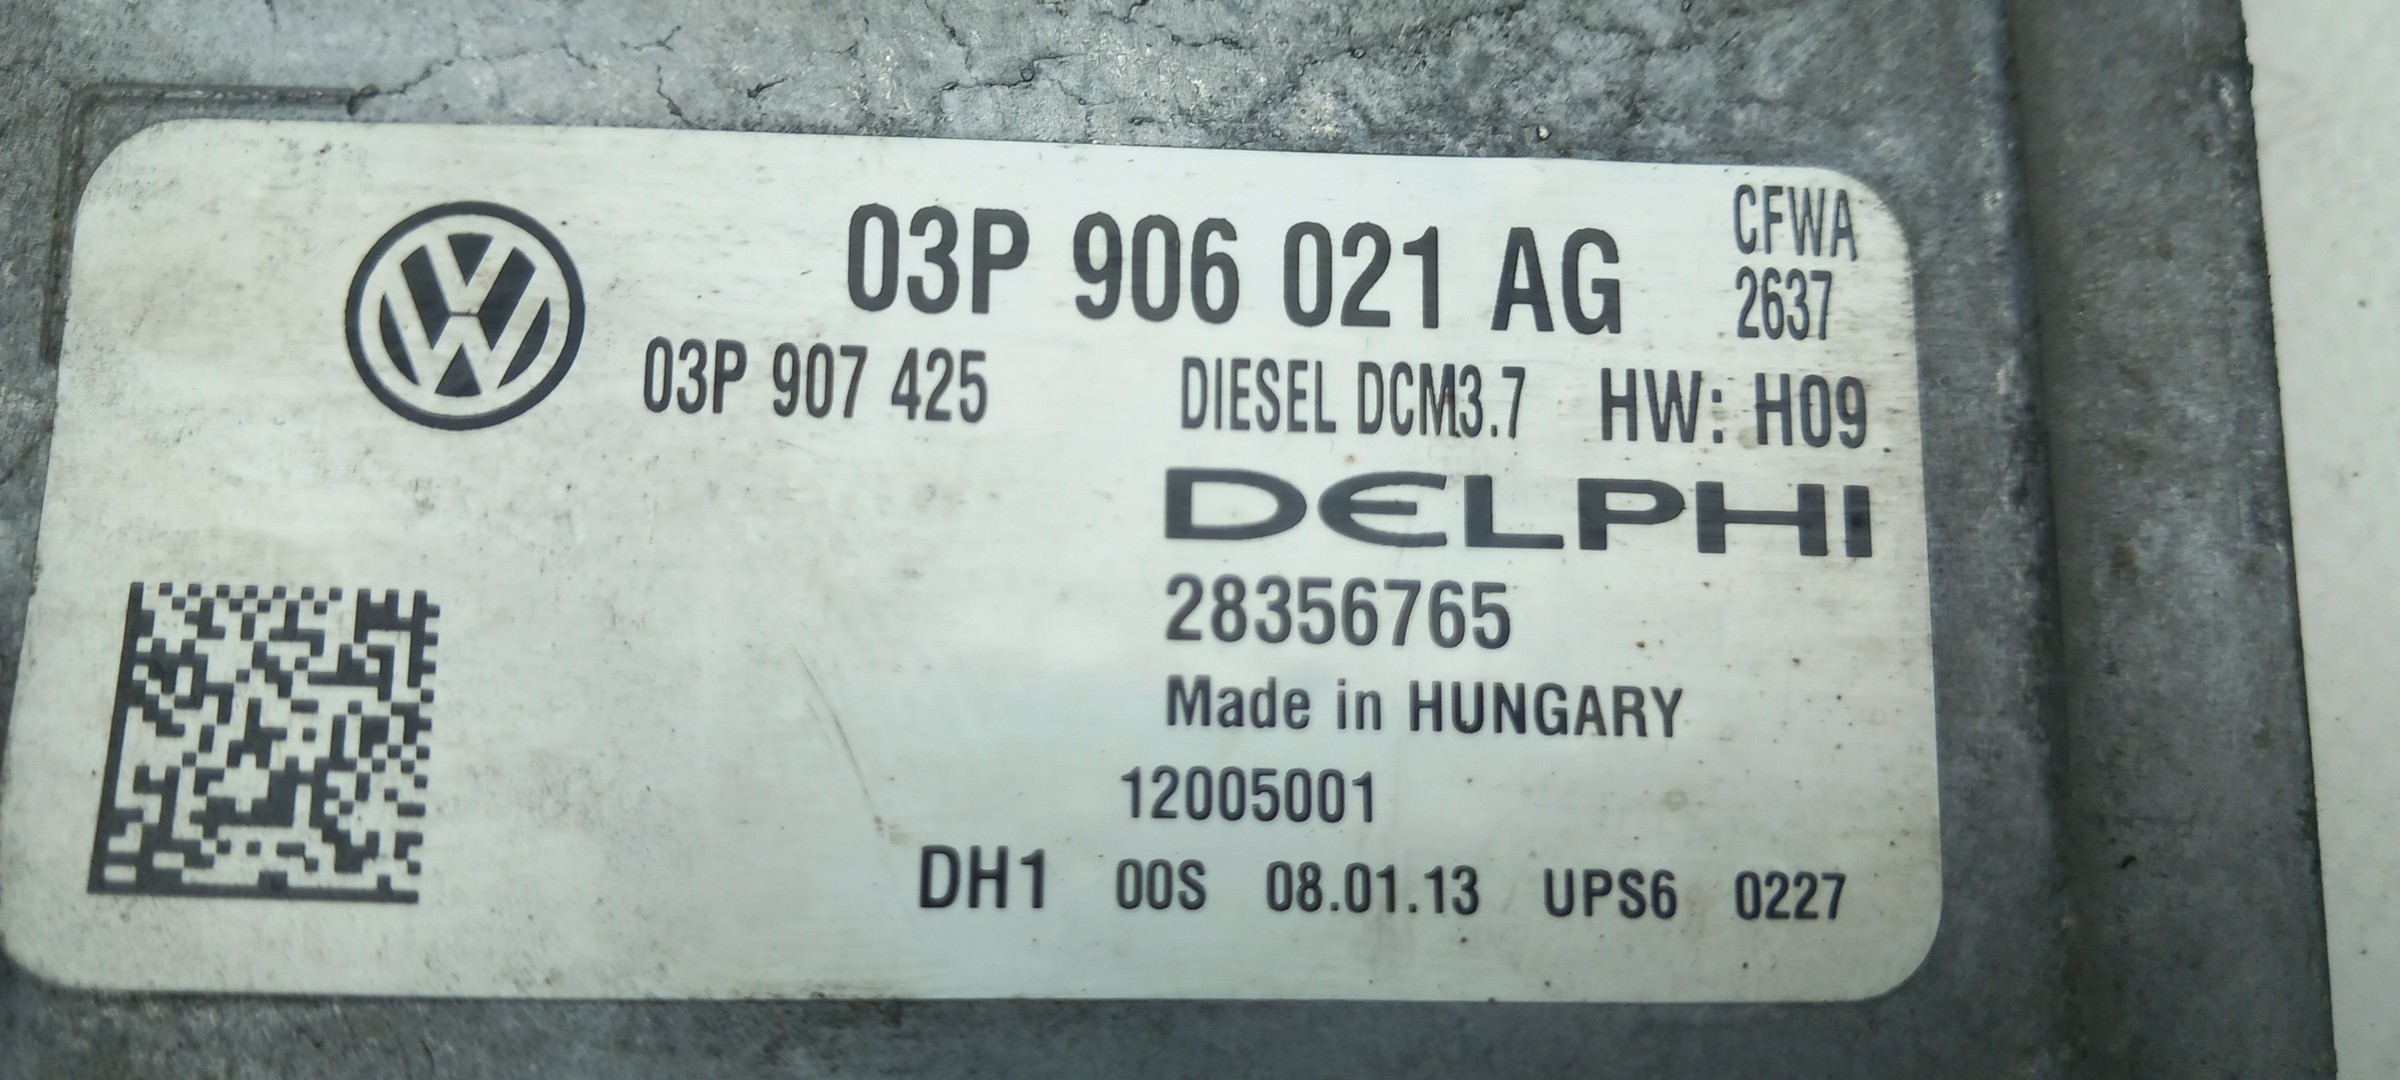 03P 906 021 AG CFWA
2637
03P 907 425 DIESEL DCM3.7 HW: H09
DELPHI
28356765
Made in HUNGARY
12005001
DH1 00S 08.01.13 UPS6 0227